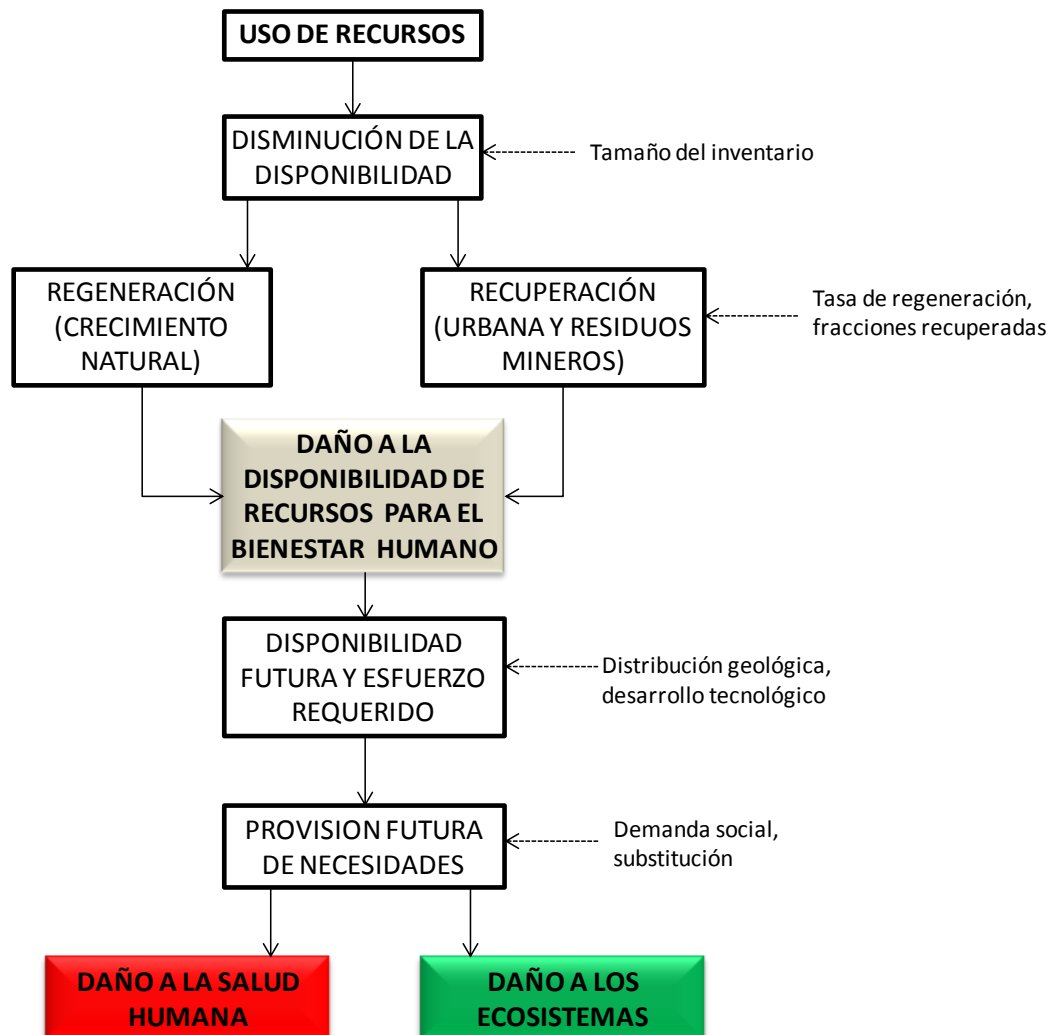 USO DE RECURSOS
DISMINUCIÓN DE LA
DISPONIBILIDAD
Tamaño del inventario
REGENERACIÓN
(CRECIMIENTO
NATURAL)
RECUPERACIÓN
(URBANA Y RESIDUOS
MINEROS)
Tasa de regeneración,
fracciones recuperadas
DAÑO A LA
DISPONIBILIDAD DE
RECURSOS PARA EL
BIENESTAR HUMANO
DISPONIBILIDAD
FUTURA Y ESFUERZO
REQUERIDO
Distribución geológica,
desarrollo tecnológico
PROVISION FUTURA
DE NECESIDADES
Demanda social,
substitución
DAÑO A LA SALUD
HUMANA
DAÑO A LOS
ECOSISTEMAS